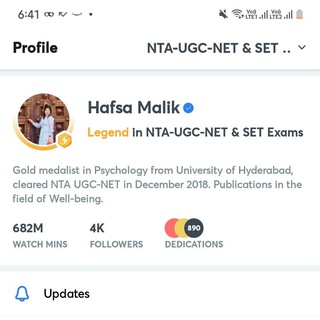 6:41
Profile
NTA-UGC-NET & SET ..
Hafsa Malik
Legend in NTA-UGC-NET & SET Exams
Gold medalist in Psychology from University of Hyderabad,
cleared NTA UGC-NET in December 2018. Publications in the
field of Well-being.
682M 4K 890
WATCH MINS FOLLOWERS DEDICATIONS
Updates